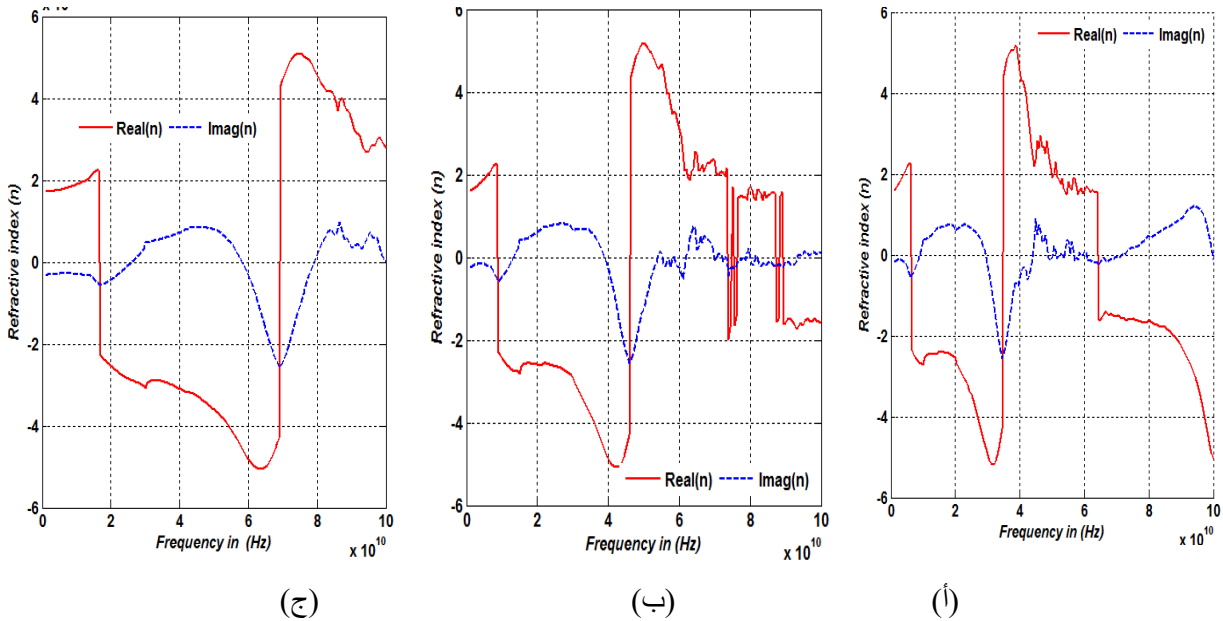 6
4
2
0
-2
-4
-6
Refractive index (n)
Real(n) Imag(n)
0 2 4 6 8 10
Frequency in (Hz)
x 10^10
(ج)
6
4
2
0
-2
-4
-6
Refractive index (n)
Real(n) Imag(n)
0 2 4 6 8 10
Frequency in (Hz)
x 10^10
(ب)
6
4
2
0
-2
-4
-6
Refractive index (n)
Real(n) Imag(n)
0 2 4 6 8 10
Frequency in (Hz)
x 10^10
(أ)